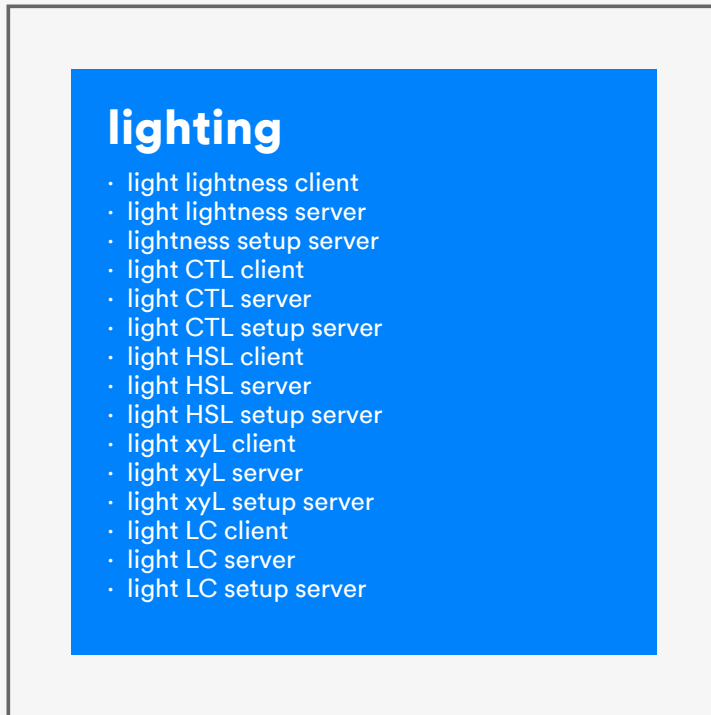 lighting
· light lightness client
· light lightness server
· lightness setup server
· light CTL client
· light CTL server
· light CTL setup server
· light HSL client
· light HSL server
· light HSL setup server
· light xyL client
· light xyL server
· light xyL setup server
· light LC client
· light LC server
· light LC setup server